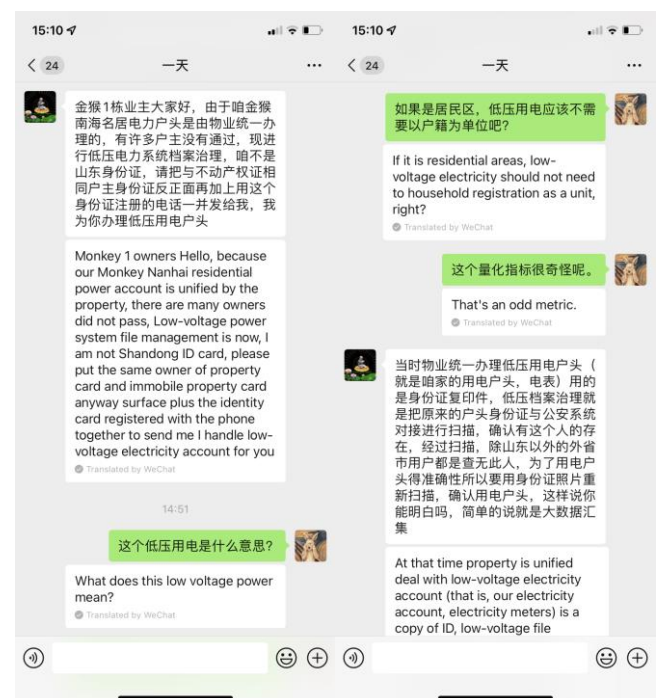 15:10
24
一天
金猴1栋业主大家好，由于咱金猴
南海名居电力户头是由物业统一办
理的，有许多户主没有通过，现进
行低压电力系统档案治理，咱不是
山东身份证，请把与不动产权证相
同户主身份证反正面再加上用这个
身份证注册的电话一并发给我，我
为你办理低压用电户头
Monkey 1 owners Hello, because
our Monkey Nanhai residential
power account is unified by the
property, there are many owners
did not pass, Low-voltage power
system file management is now, I
am not Shandong ID card, please
put the same owner of property
card and immobile property card
anyway surface plus the identity
card registered with the phone
together to send me I handle low-
voltage electricity account for you
Translated by WeChat
14:51
这个低压用电是什么意思?
What does this low voltage power
mean?
Translated by WeChat
15:10
24
一天
如果是居民区，低压用电应该不需
要以户籍为单位吧?
If it is residential areas, low-
voltage electricity should not need
to household registration as a unit,
right?
Translated by WeChat
这个量化指标很奇怪呢。
That's an odd metric.
Translated by WeChat
当时物业统一办理低压用电户头（
就是咱家的用电户头，电表）用的
是身份证复印件，低压档案治理就
是把原来的户头身份证与公安系统
对接进行扫描，确认有这个人的存
在，经过扫描，除山东以外的外省
市用户都是查无此人，为了用电户
头得准确性所以要用身份证照片重
新扫描，确认用电户头，这样说你
能明白吗，简单的说就是大数据汇
集
At that time property is unified
deal with low-voltage electricity
account (that is, our electricity
account, electricity meters) is a
copy of ID, low-voltage file